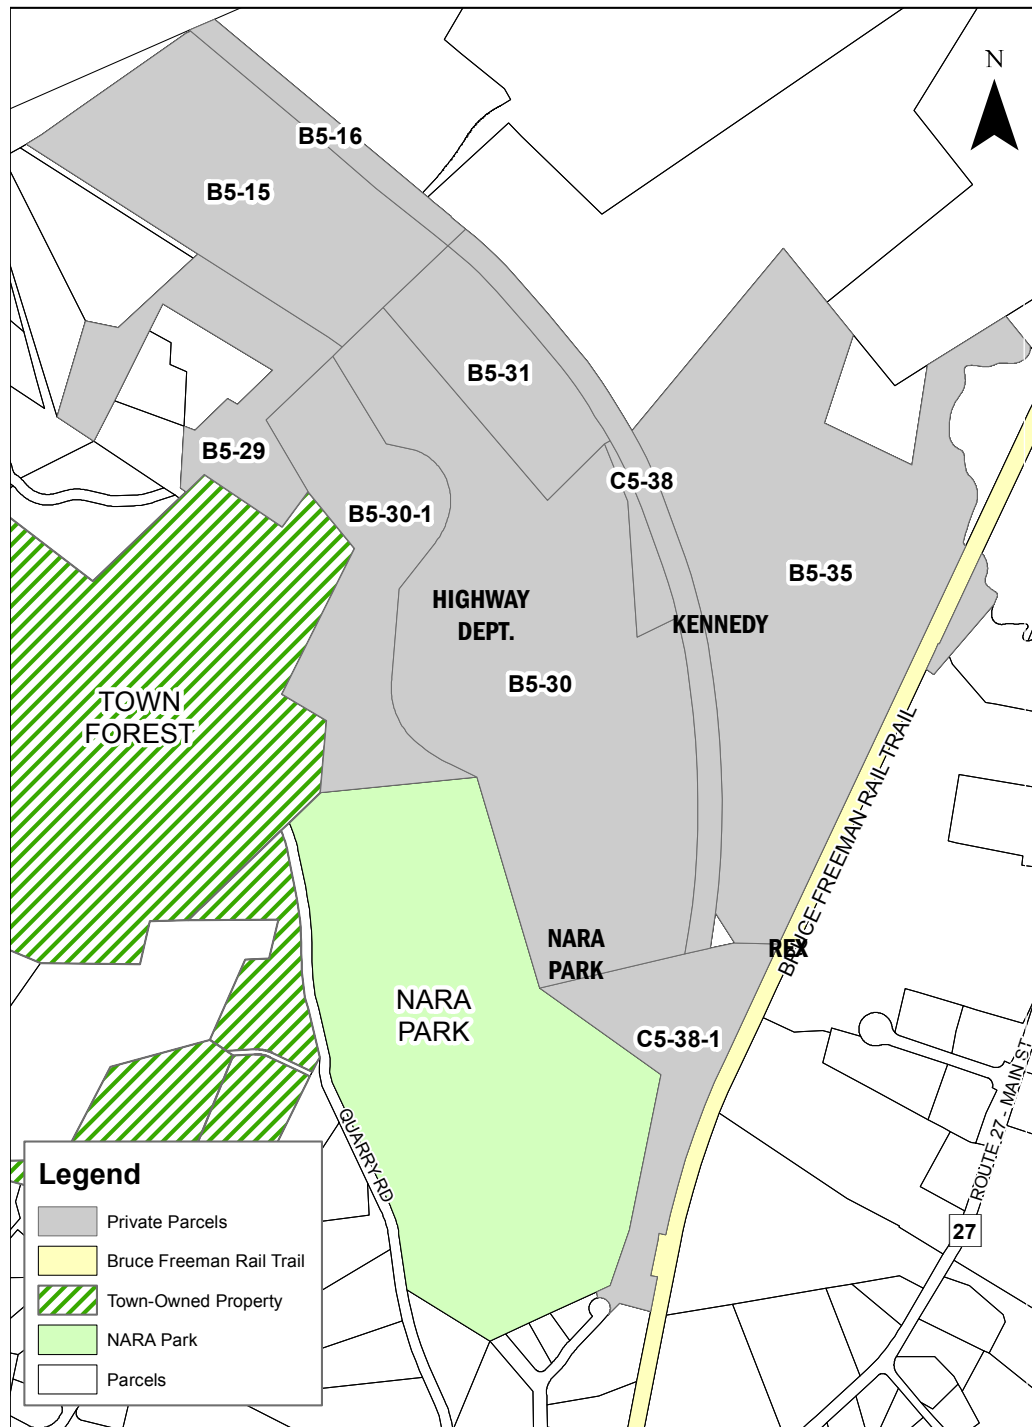 N
B5-16
B5-15
B5-31
B5-29
C5-38
B5-30-1
B5-35
HIGHWAY
DEPT.
KENNEDY
B5-30
TOWN
FOREST
BRUCE-FREEMAN-RAIL-TRAIL
NARA
PARK
REX
NARA
PARK
C5-38-1
QUARRY-RD
ROUTE 27 - MAIN ST
27
Legend
Private Parcels
Bruce Freeman Rail Trail
Town-Owned Property
NARA Park
Parcels